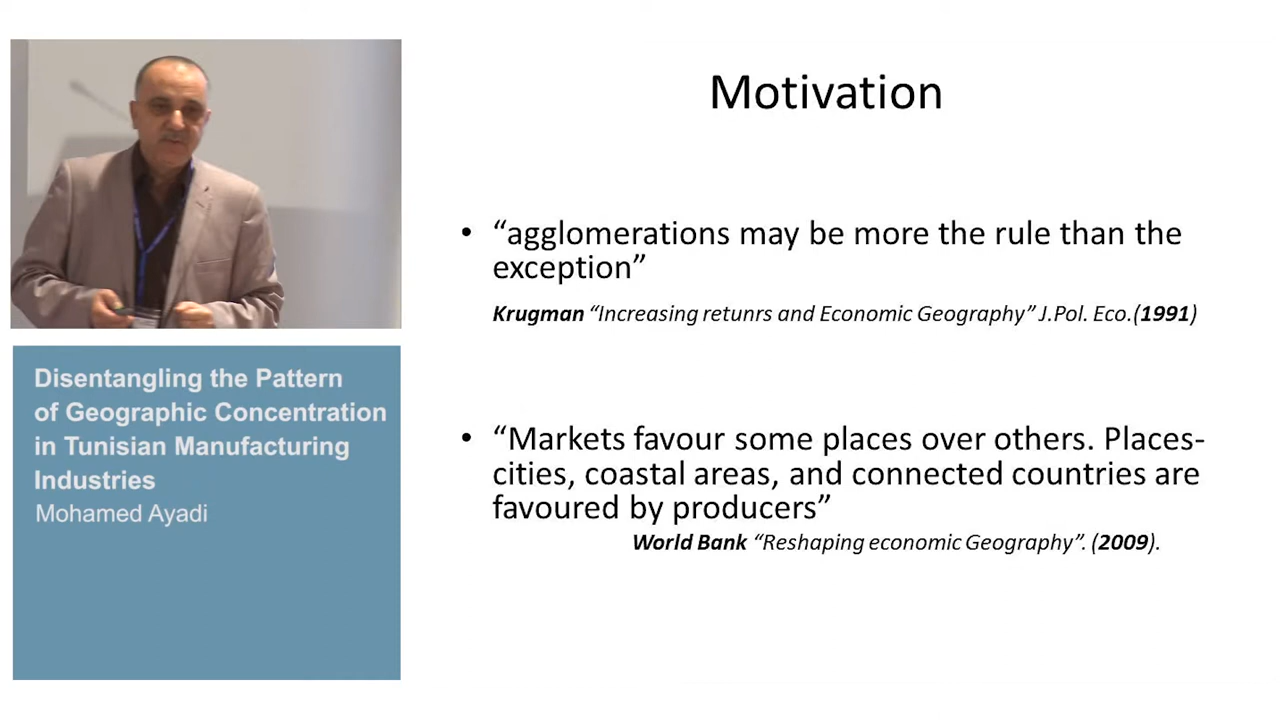 Disentangling the Pattern
of Geographic Concentration
in Tunisian Manufacturing
Industries
Mohamed Ayadi
Motivation
• “agglomerations may be more the rule than the
exception”
Krugman “Increasing retunrs and Economic Geography” J.Pol. Eco.(1991)
• “Markets favour some places over others. Places-
cities, coastal areas, and connected countries are
favoured by producers”
World Bank “Reshaping economic Geography”. (2009).